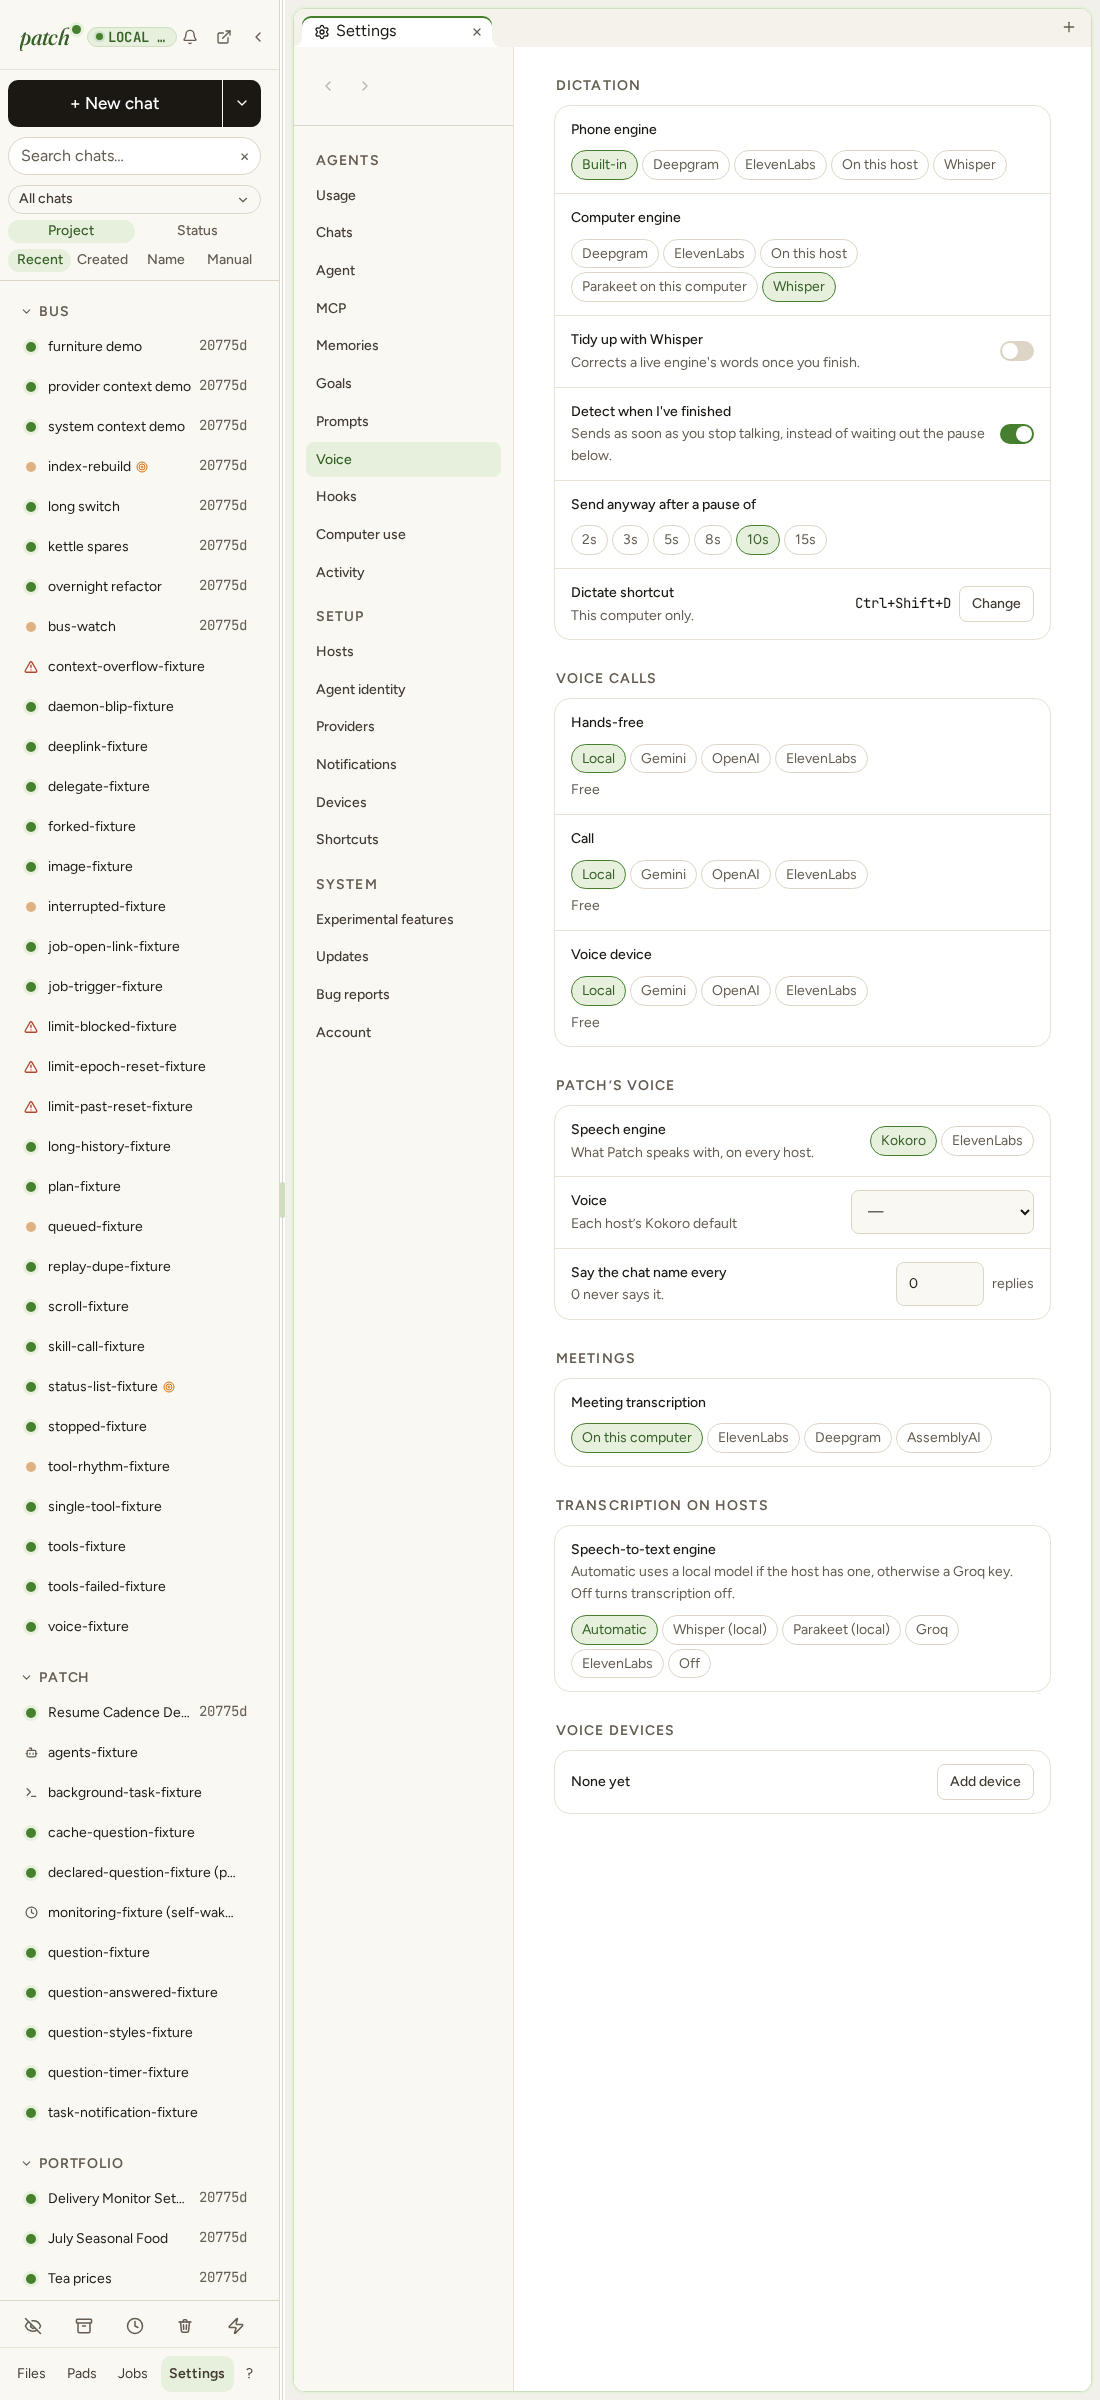 patch
LOCAL …
+ New chat
Search chats...
×
All chats
Project
Status
Recent
Created
Name
Manual
BUS
furniture demo 20775d
provider context demo 20775d
system context demo 20775d
index-rebuild 20775d
long switch 20775d
kettle spares 20775d
overnight refactor 20775d
bus-watch 20775d
context-overflow-fixture
daemon-blip-fixture
deeplink-fixture
delegate-fixture
forked-fixture
image-fixture
interrupted-fixture
job-open-link-fixture
job-trigger-fixture
limit-blocked-fixture
limit-epoch-reset-fixture
limit-past-reset-fixture
long-history-fixture
plan-fixture
queued-fixture
replay-dupe-fixture
scroll-fixture
skill-call-fixture
status-list-fixture
stopped-fixture
tool-rhythm-fixture
single-tool-fixture
tools-fixture
tools-failed-fixture
voice-fixture
PATCH
Resume Cadence De... 20775d
agents-fixture
background-task-fixture
cache-question-fixture
declared-question-fixture (p...
monitoring-fixture (self-wak...
question-fixture
question-answered-fixture
question-styles-fixture
question-timer-fixture
task-notification-fixture
PORTFOLIO
Delivery Monitor Set... 20775d
July Seasonal Food 20775d
Tea prices 20775d
Files
Pads
Jobs
Settings
?
Settings
×
+
AGENTS
Usage
Chats
Agent
MCP
Memories
Goals
Prompts
Voice
Hooks
Computer use
Activity
SETUP
Hosts
Agent identity
Providers
Notifications
Devices
Shortcuts
SYSTEM
Experimental features
Updates
Bug reports
Account
DICTATION
Phone engine
Built-in Deepgram ElevenLabs On this host Whisper
Computer engine
Deepgram ElevenLabs On this host
Parakeet on this computer Whisper
Tidy up with Whisper
Corrects a live engine's words once you finish.
Detect when I've finished
Sends as soon as you stop talking, instead of waiting out the pause
below.
Send anyway after a pause of
2s 3s 5s 8s 10s 15s
Dictate shortcut
This computer only.
Ctrl+Shift+D
Change
VOICE CALLS
Hands-free
Local Gemini OpenAI ElevenLabs
Free
Call
Local Gemini OpenAI ElevenLabs
Free
Voice device
Local Gemini OpenAI ElevenLabs
Free
PATCH'S VOICE
Speech engine
What Patch speaks with, on every host.
Kokoro ElevenLabs
Voice
Each host's Kokoro default
—
Say the chat name every
0 never says it.
0 replies
MEETINGS
Meeting transcription
On this computer ElevenLabs Deepgram AssemblyAI
TRANSCRIPTION ON HOSTS
Speech-to-text engine
Automatic uses a local model if the host has one, otherwise a Groq key.
Off turns transcription off.
Automatic Whisper (local) Parakeet (local) Groq
ElevenLabs Off
VOICE DEVICES
None yet
Add device